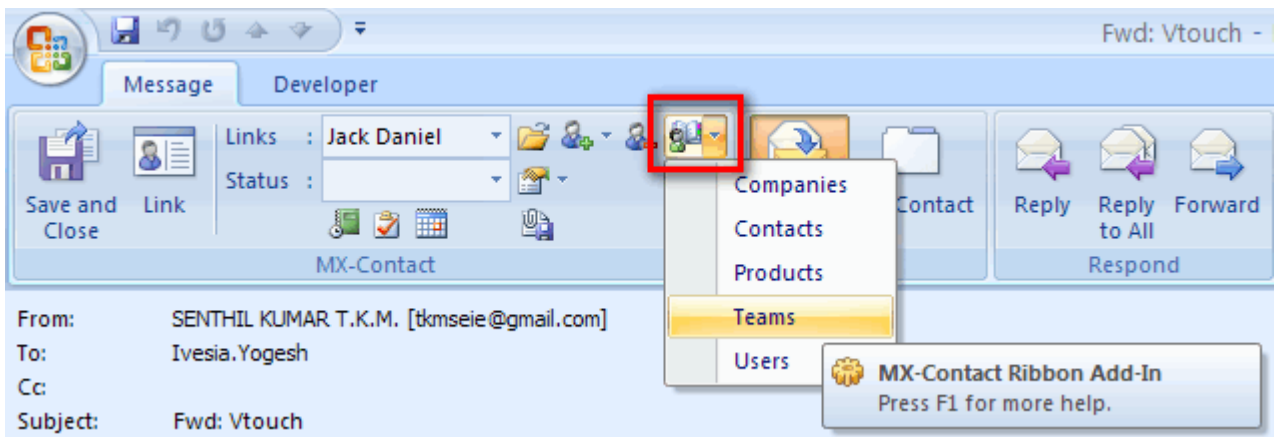 Fwd: Vtouch -
Message Developer
Links : Jack Daniel
Status :
Save and Close
Link
MX-Contact
Companies
Contacts
Products
Teams
Users
Contact
Reply
Reply to All
Forward
Respond
MX-Contact Ribbon Add-In
Press F1 for more help.
From: SENTHIL KUMAR T.K.M. [tkmseie@gmail.com]
To: Ivesia.Yogesh
Cc:
Subject: Fwd: Vtouch